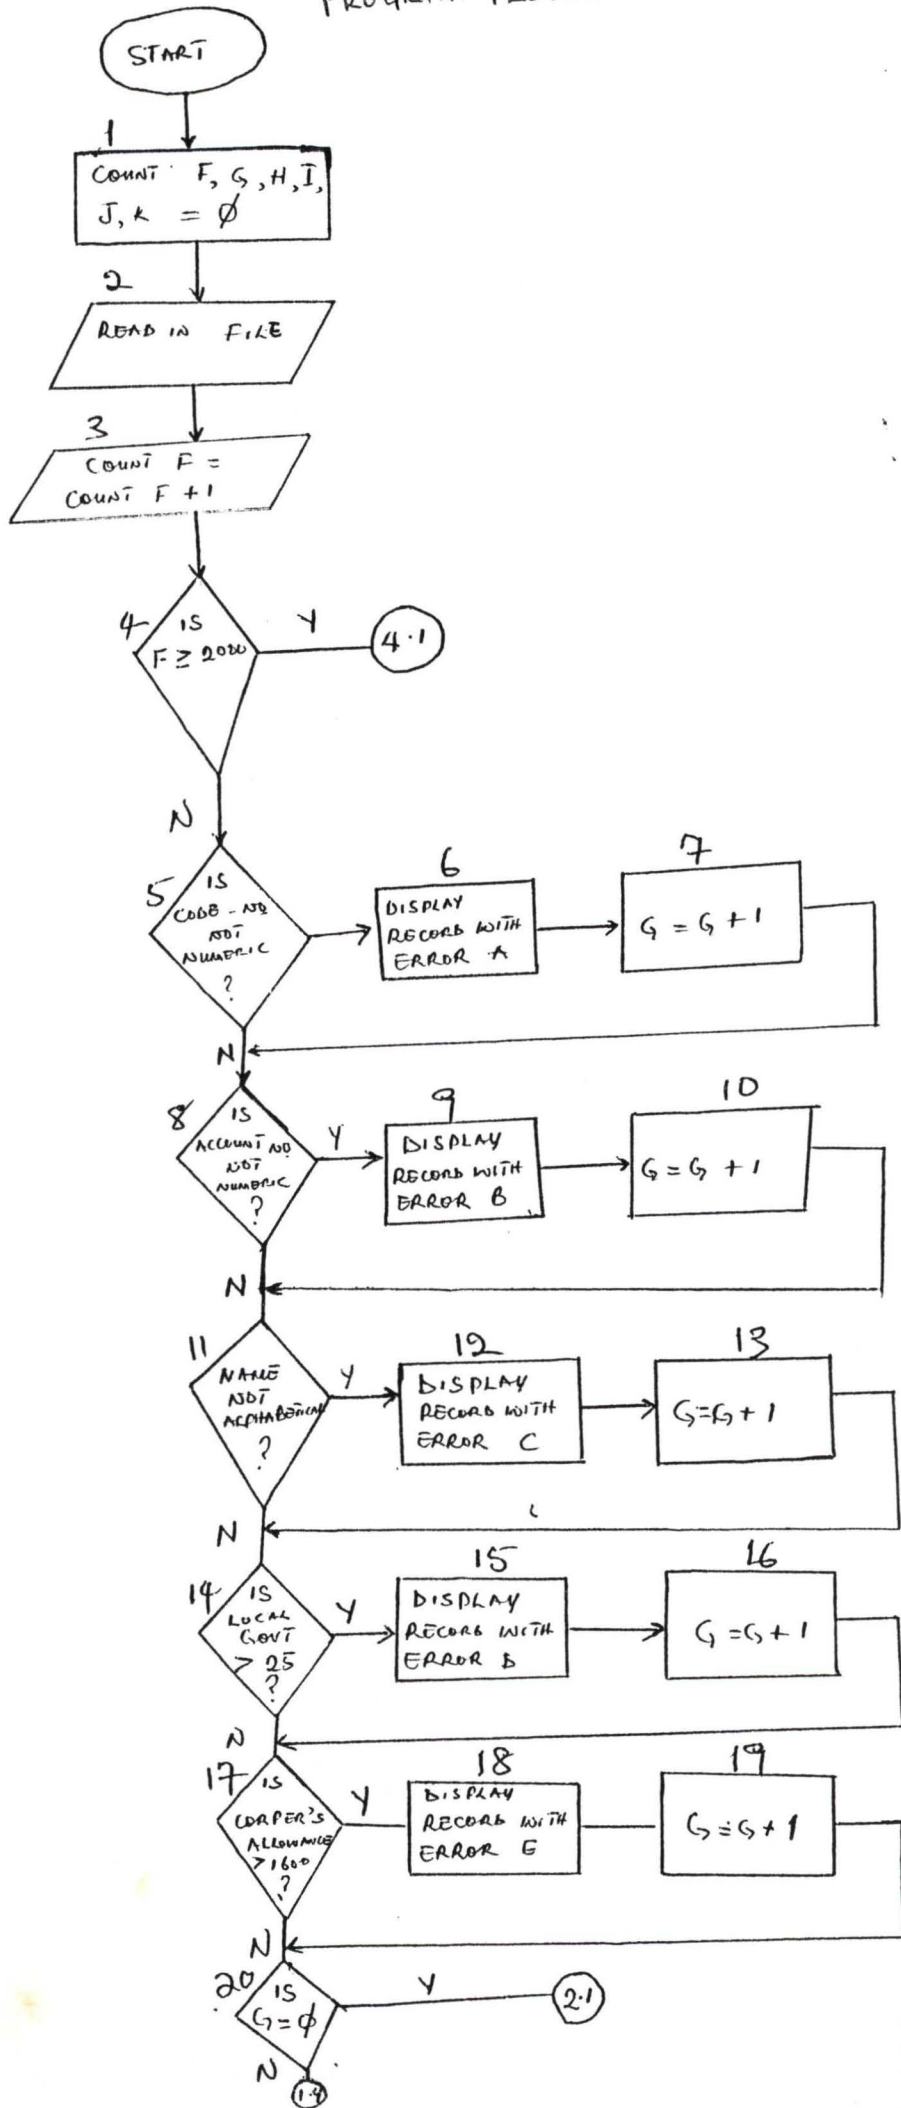 PROGRAM
START
1
COUNT F, G, H, I,
J, K = Ø
2
READ IN FILE
3
COUNT F =
COUNT F + 1
4
IS
F ≥ 2000
Y
4.1
N
5
IS
CODE - NO
NOT
NUMERIC
?
6
DISPLAY
RECORD WITH
ERROR A
7
G = G + 1
N
8
IS
ACCOUNT NO
NOT
NUMERIC
?
Y
9
DISPLAY
RECORD WITH
ERROR B
10
G = G + 1
N
11
NAME
NOT
ALPHABETICAL
?
Y
12
DISPLAY
RECORD WITH
ERROR C
13
G = G + 1
N
14
IS
LOCAL
GOVT
> 25
?
Y
15
DISPLAY
RECORD WITH
ERROR D
16
G = G + 1
N
17
IS
CORPER'S
ALLOWANCE
> 1600
?
Y
18
DISPLAY
RECORD WITH
ERROR E
19
G = G + 1
N
20
IS
G = Ø
Y
2.1
N